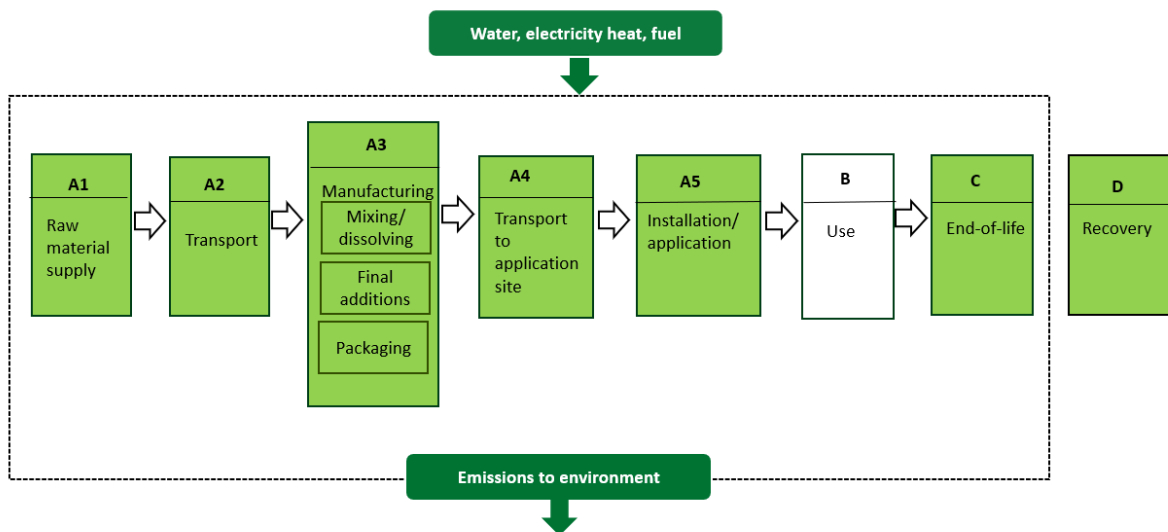 Water, electricity heat, fuel
A1
Raw
material
supply
A2
Transport
A3
Manufacturing
Mixing/
dissolving
Final
additions
Packaging
A4
Transport
to
application
site
A5
Installation/
application
B
Use
C
End-of-life
D
Recovery
Emissions to environment